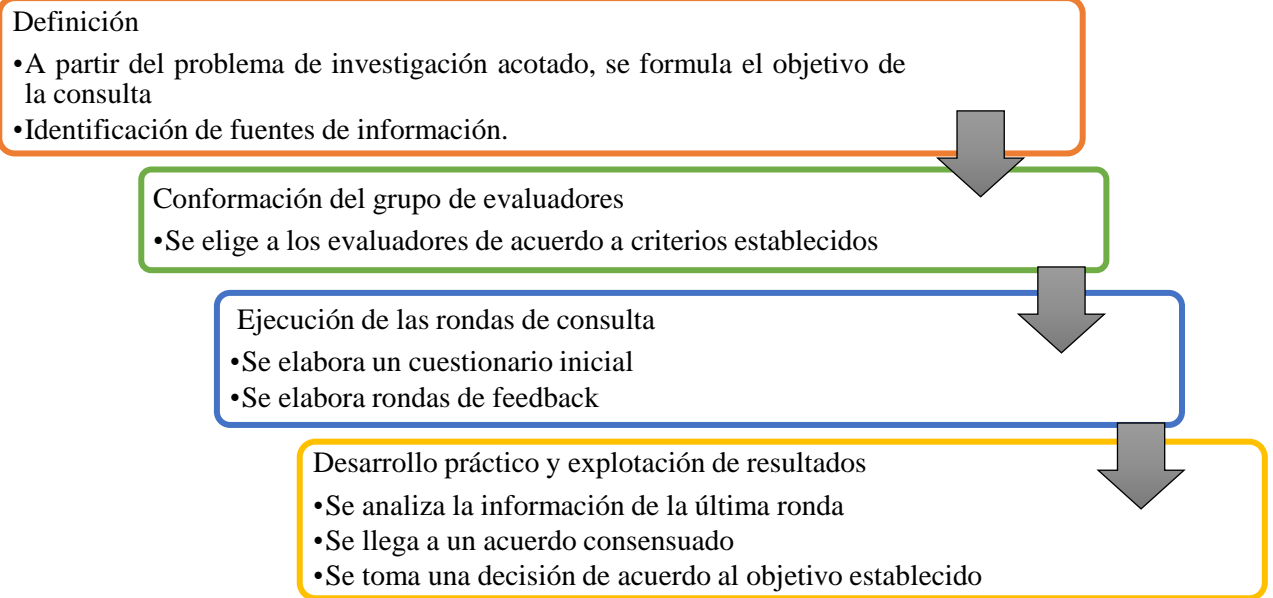 Definición
•A partir del problema de investigación acotado, se formula el objetivo de
la consulta
•Identificación de fuentes de información.
Conformación del grupo de evaluadores
•Se elige a los evaluadores de acuerdo a criterios establecidos
Ejecución de las rondas de consulta
•Se elabora un cuestionario inicial
•Se elabora rondas de feedback
Desarrollo práctico y explotación de resultados
•Se analiza la información de la última ronda
•Se llega a un acuerdo consensuado
•Se toma una decisión de acuerdo al objetivo establecido